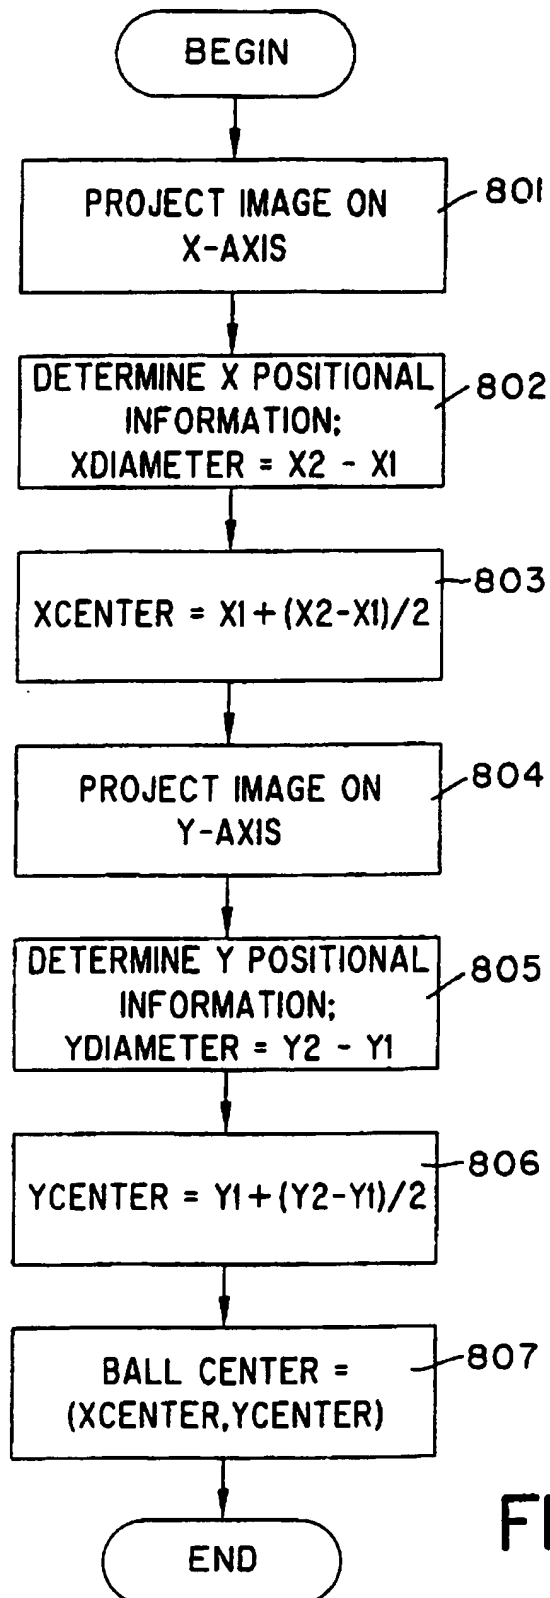 BEGIN
801
PROJECT IMAGE ON
X-AXIS
802
DETERMINE X POSITIONAL
INFORMATION;
XDIAMETER = X2 - X1
803
XCENTER = X1+(X2-X1)/2
804
PROJECT IMAGE ON
Y-AXIS
805
DETERMINE Y POSITIONAL
INFORMATION;
YDIAMETER = Y2 - Y1
806
YCENTER = Y1+(Y2-Y1)/2
807
BALL CENTER =
(XCENTER,YCENTER)
END